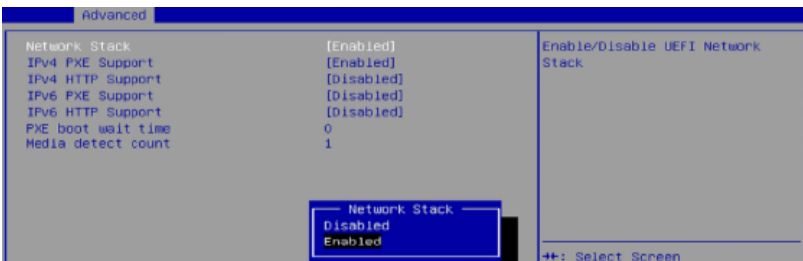 Advanced
Network Stack [Enabled]
IPv4 PXE Support [Enabled]
IPv4 HTTP Support [Disabled]
IPv6 PXE Support [Disabled]
IPv6 HTTP Support [Disabled]
PXE boot wait time 0
Media detect count 1
Enable/Disable UEFI Network
Stack
Network Stack
Disabled
Enabled
→←: Select Screen